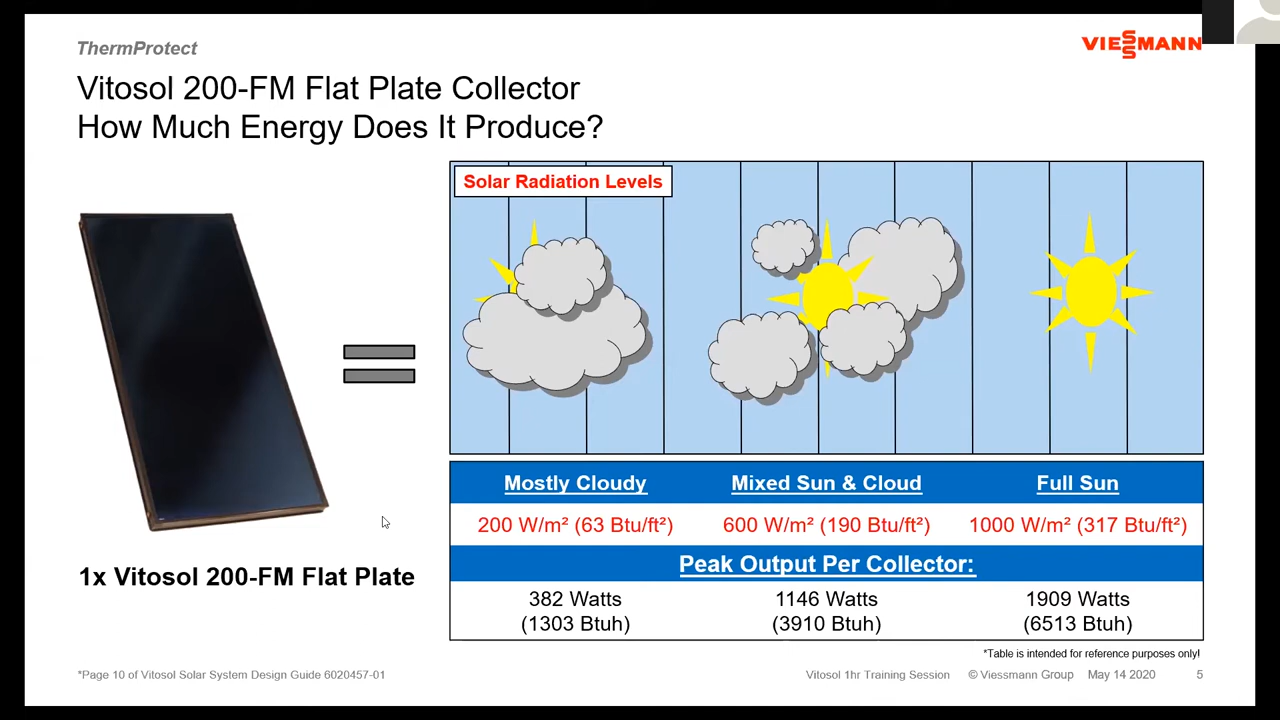 ThermProtect
VIESSMANN
Vitosol 200-FM Flat Plate Collector
How Much Energy Does It Produce?
Solar Radiation Levels
Mostly Cloudy
Mixed Sun & Cloud
Full Sun
200 W/m² (63 Btu/ft²)
600 W/m² (190 Btu/ft²)
1000 W/m² (317 Btu/ft²)
Peak Output Per Collector:
382 Watts
(1303 Btuh)
1146 Watts
(3910 Btuh)
1909 Watts
(6513 Btuh)
1x Vitosol 200-FM Flat Plate
*Table is intended for reference purposes only!
*Page 10 of Vitosol Solar System Design Guide 6020457-01
Vitosol 1hr Training Session © Viessmann Group May 14 2020 5